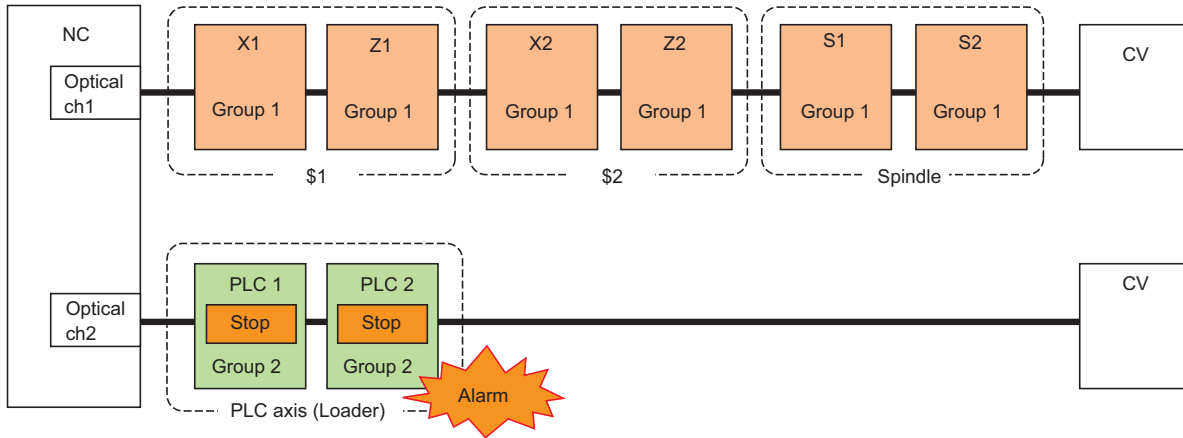 NC
Optical
ch1
X1
Group 1
Z1
Group 1
$1
X2
Group 1
Z2
Group 1
$2
S1
Group 1
S2
Group 1
Spindle
CV
Optical
ch2
PLC 1
Stop
Group 2
PLC 2
Stop
Group 2
Alarm
PLC axis (Loader)
CV